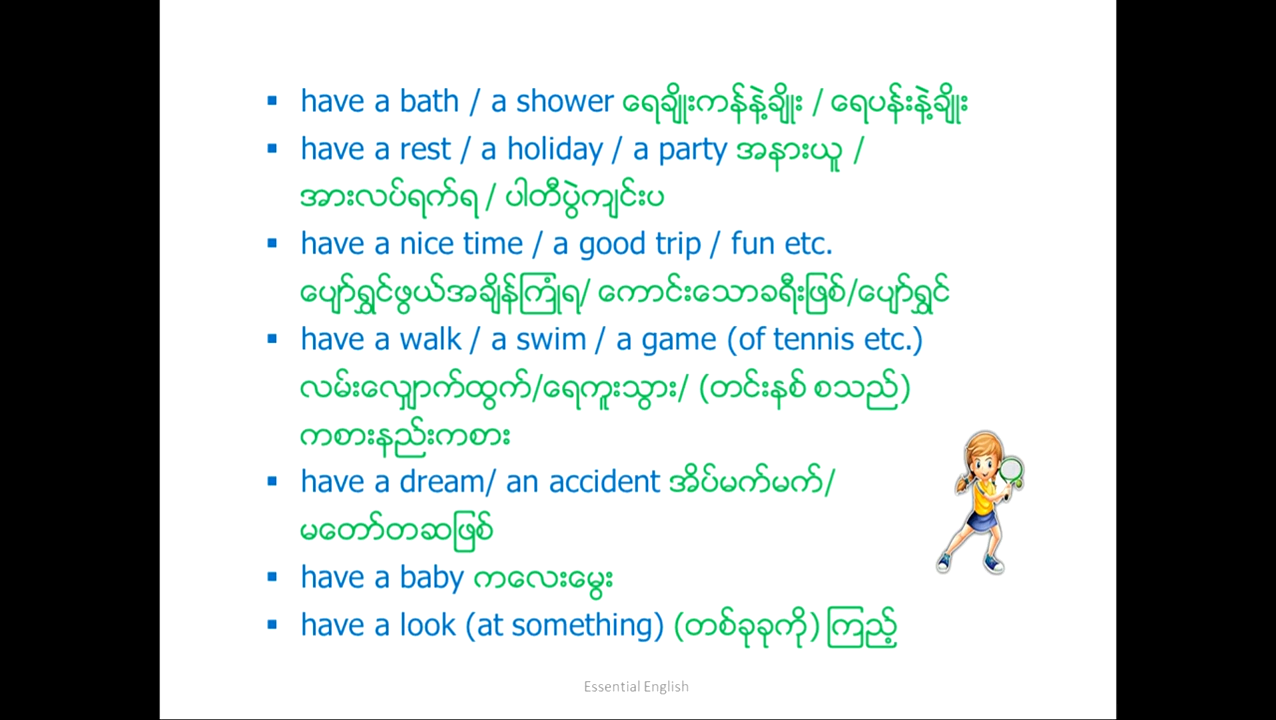 ▪ have a bath / a shower ရေချိုးကန်နဲ့ချိုး / ရေပန်းနဲ့ချိုး
▪ have a rest / a holiday / a party အနားယူ /
အားလပ်ရက်ရ / ပါတီပွဲကျင်းပ
▪ have a nice time / a good trip / fun etc.
ပျော်ရွှင်ဖွယ်အချိန်ကြုံရ/ ကောင်းသောခရီးဖြစ်/ပျော်ရွှင်
▪ have a walk / a swim / a game (of tennis etc.)
လမ်းလျှောက်ထွက်/ရေကူးသွား/ (တင်းနစ် စသည်)
ကစားနည်းကစား
▪ have a dream/ an accident အိပ်မက်မက်/
မတော်တဆဖြစ်
▪ have a baby ကလေးမွေး
▪ have a look (at something) (တစ်ခုခုကို) ကြည့်
Essential English